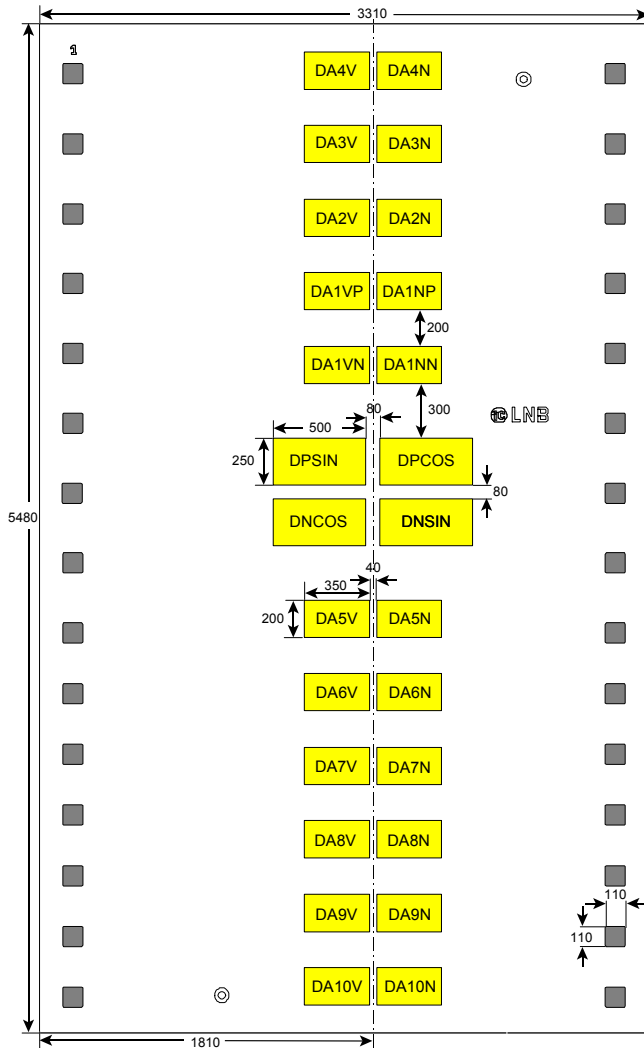 3310
1
DA4V DA4N
DA3V DA3N
DA2V DA2N
DA1VP DA1NP
200
DA1VN DA1NN
80 300
iC LNB
500
250 DPSIN DPCOS
80
5480
DNCOS DNSIN
40
350
200 DA5V DA5N
DA6V DA6N
DA7V DA7N
DA8V DA8N
110
DA9V DA9N
110
DA10V DA10N
1810